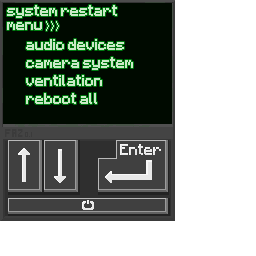 system restart
menu》》
audio devices
camera system
ventilation
reboot all
Enter